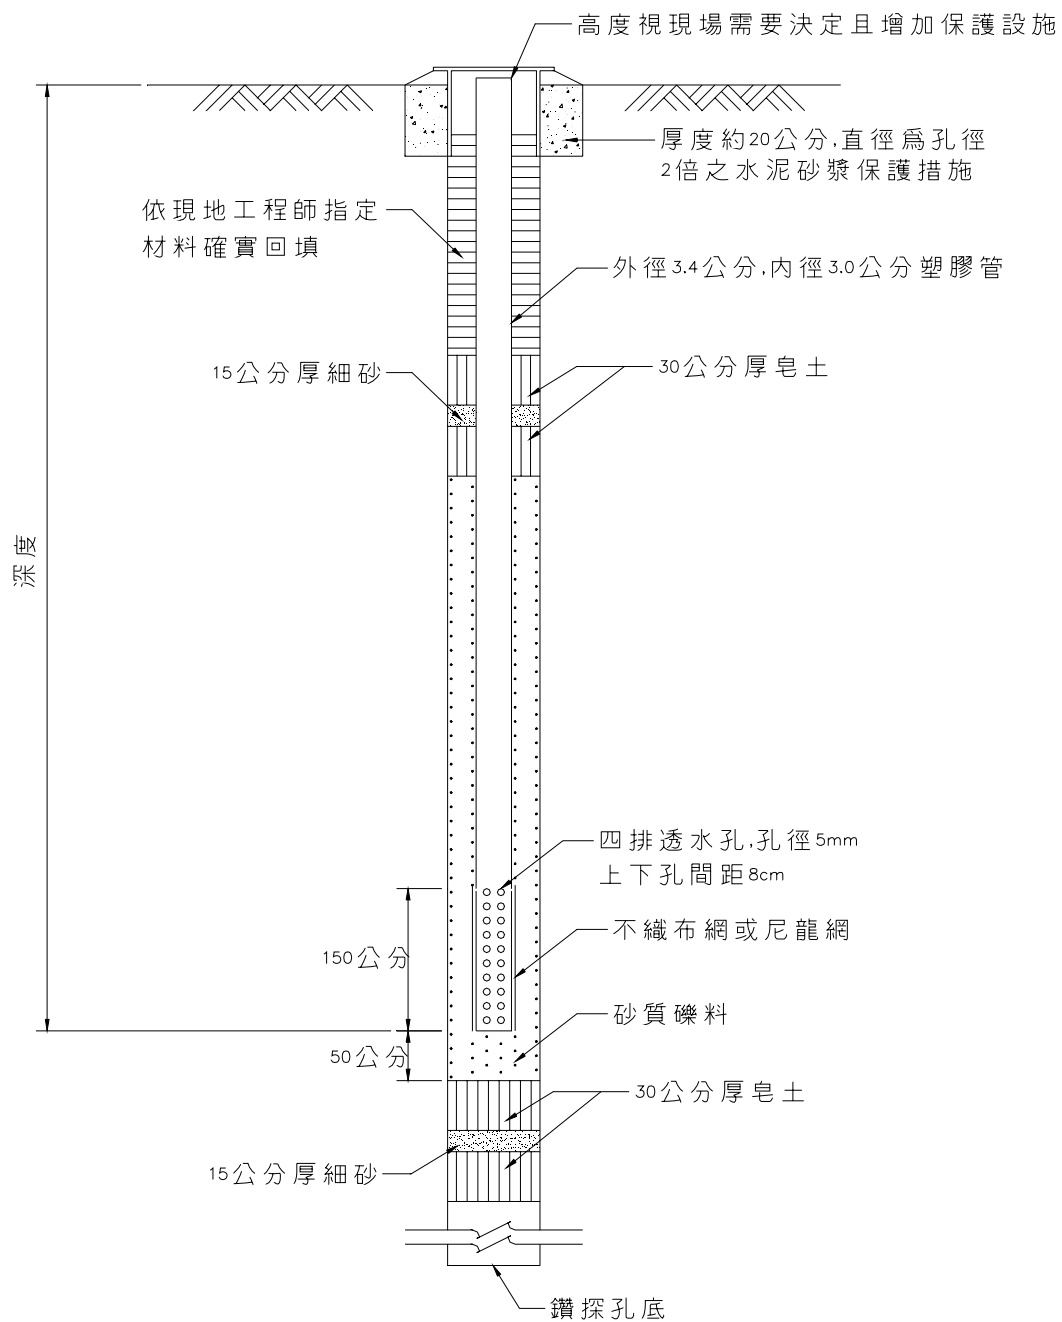 高度視現場需要決定且增加保護設施
厚度約20公分,直徑爲孔徑
2倍之水泥砂漿保護措施
依現地工程師指定
材料確實回填
外徑3.4公分,內徑3.0公分塑膠管
15公分厚細砂
30公分厚皂土
深度
四排透水孔,孔徑5mm
上下孔間距8cm
不織布網或尼龍網
150公分
砂質礫料
50公分
30公分厚皂土
15公分厚細砂
鑽探孔底